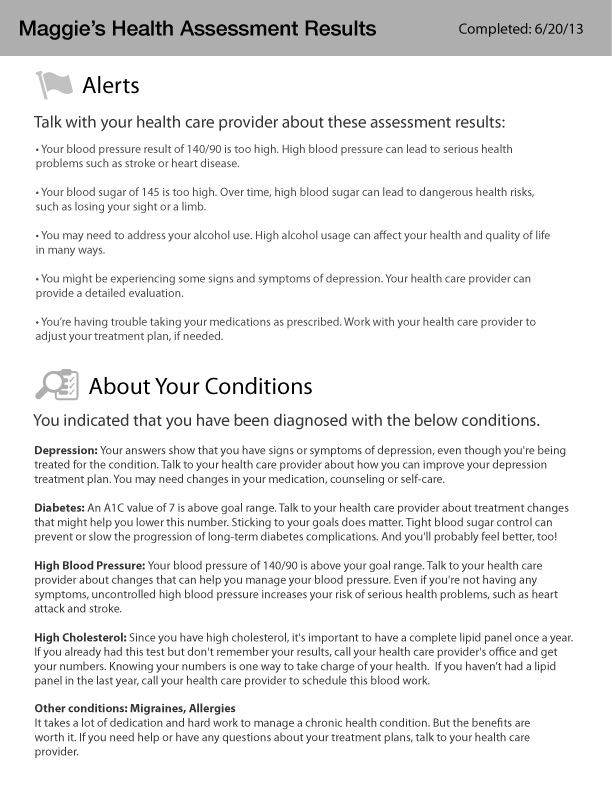 Maggie's Health Assessment Results
Completed: 6/20/13
Alerts
Talk with your health care provider about these assessment results:
• Your blood pressure result of 140/90 is too high. High blood pressure can lead to serious health
problems such as stroke or heart disease.
• Your blood sugar of 145 is too high. Over time, high blood sugar can lead to dangerous health risks,
such as losing your sight or a limb.
• You may need to address your alcohol use. High alcohol usage can affect your health and quality of life
in many ways.
• You might be experiencing some signs and symptoms of depression. Your health care provider can
provide a detailed evaluation.
• You're having trouble taking your medications as prescribed. Work with your health care provider to
adjust your treatment plan, if needed.
About Your Conditions
You indicated that you have been diagnosed with the below conditions.
Depression: Your answers show that you have signs or symptoms of depression, even though you're being
treated for the condition. Talk to your health care provider about how you can improve your depression
treatment plan. You may need changes in your medication, counseling or self-care.
Diabetes: An A1C value of 7 is above goal range. Talk to your health care provider about treatment changes
that might help you lower this number. Sticking to your goals does matter. Tight blood sugar control can
prevent or slow the progression of long-term diabetes complications. And you'll probably feel better, too!
High Blood Pressure: Your blood pressure of 140/90 is above your goal range. Talk to your health care
provider about changes that can help you manage your blood pressure. Even if you're not having any
symptoms, uncontrolled high blood pressure increases your risk of serious health problems, such as heart
attack and stroke.
High Cholesterol: Since you have high cholesterol, it's important to have a complete lipid panel once a year.
If you already had this test but don't remember your results, call your health care provider's office and get
your numbers. Knowing your numbers is one way to take charge of your health. If you haven't had a lipid
panel in the last year, call your health care provider to schedule this blood work.
Other conditions: Migraines, Allergies
It takes a lot of dedication and hard work to manage a chronic health condition. But the benefits are
worth it. If you need help or have any questions about your treatment plans, talk to your health care
provider.